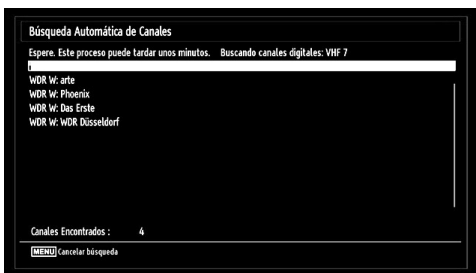 Búsqueda Automática de Canales
Espere. Este proceso puede tardar unos minutos. Buscando canales digitales: VHF 7
WDR W: arte
WDR W: Phoenix
WDR W: Das Erste
WDR W: WDR Düsseldorf
Canales Encontrados : 4
MENU Cancelar búsqueda